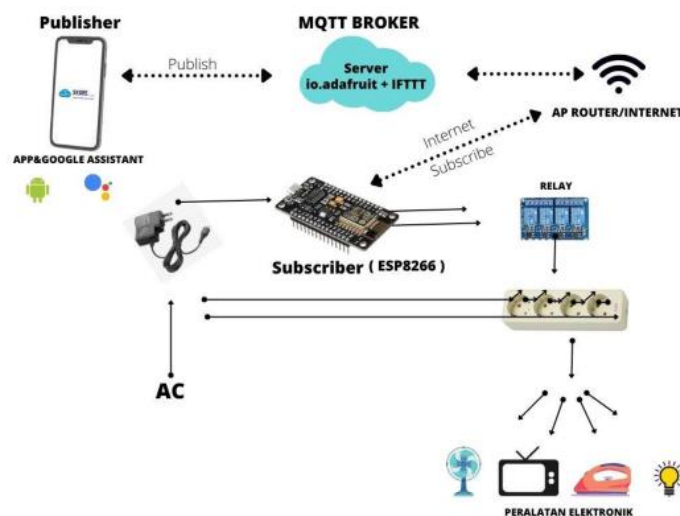 Publisher
MQTT BROKER
Publish
Server
io.adafruit + IFTTT
AP ROUTER/INTERNET
Internet
Subscribe
APP&GOOGLE ASSISTANT
RELAY
Subscriber ( ESP8266 )
AC
PERALATAN ELEKTRONIK